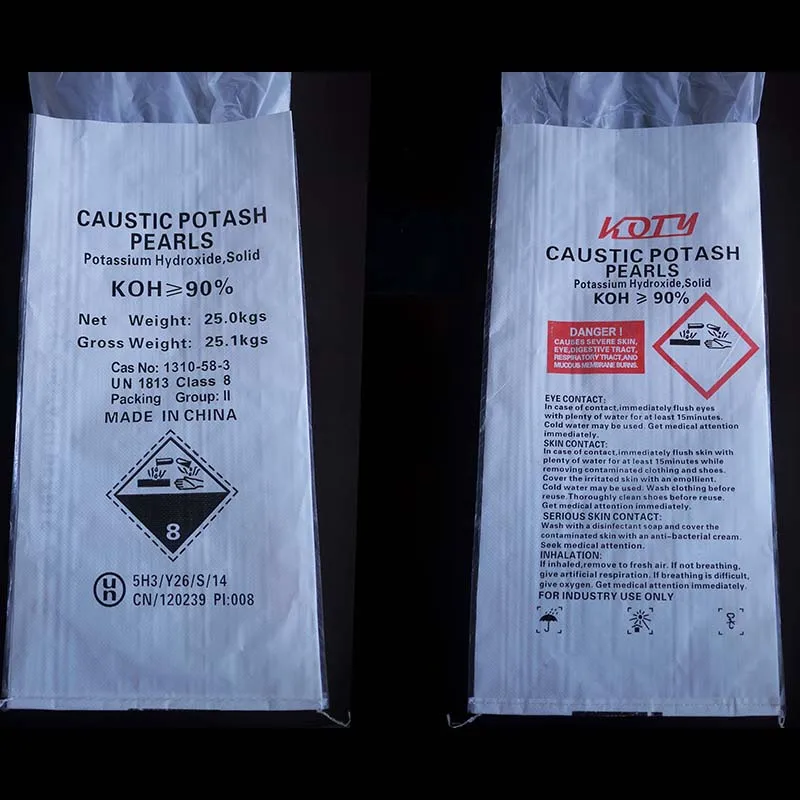 CAUSTIC POTASH
PEARLS
Potassium Hydroxide,Solid
KOH≥90%
Net Weight: 25.0kgs
Gross Weight: 25.1kgs
Cas No: 1310-58-3
UN 1813 Class 8
Packing Group: II
MADE IN CHINA
8
un
5H3/Y26/S/14
CN/120239 PI:008
KOTY
CAUSTIC POTASH
PEARLS
Potassium Hydroxide,Solid
KOH ≥ 90%
DANGER !
CAUSES SEVERE SKIN,
EYE,DIGESTIVE TRACT,
RESPIRATORY TRACT,AND
MUCOUS MEMBRANE BURNS.
EYE CONTACT:
In case of contact,immediately flush eyes
with plenty of water for at least 15minutes.
Cold water may be used. Get medical attention
immediately.
SKIN CONTACT:
In case of contact,immediately flush skin with
plenty of water for at least 15minutes while
removing contaminated clothing and shoes.
Cover the irritated skin with an emollient.
Cold water may be used. Wash clothing before
reuse.Thoroughly clean shoes before reuse.
Get medical attention immediately.
SERIOUS SKIN CONTACT:
Wash with a disinfectant soap and cover the
contaminated skin with an anti-bacterial cream.
Seek medical attention.
INHALATION:
If inhaled,remove to fresh air. If not breathing,
give artificial respiration. If breathing is difficult,
give oxygen. Get medical attention immediately.
FOR INDUSTRY USE ONLY